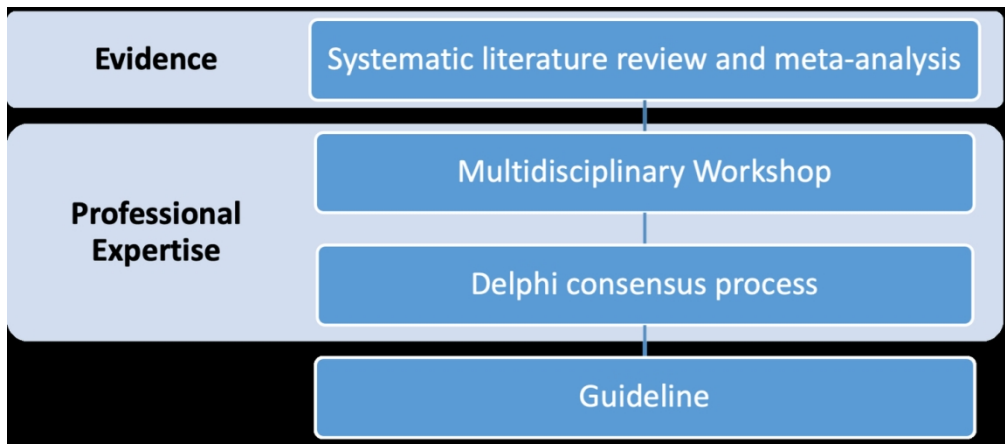 Evidence
Systematic literature review and meta-analysis
Professional
Expertise
Multidisciplinary Workshop
Delphi consensus process
Guideline